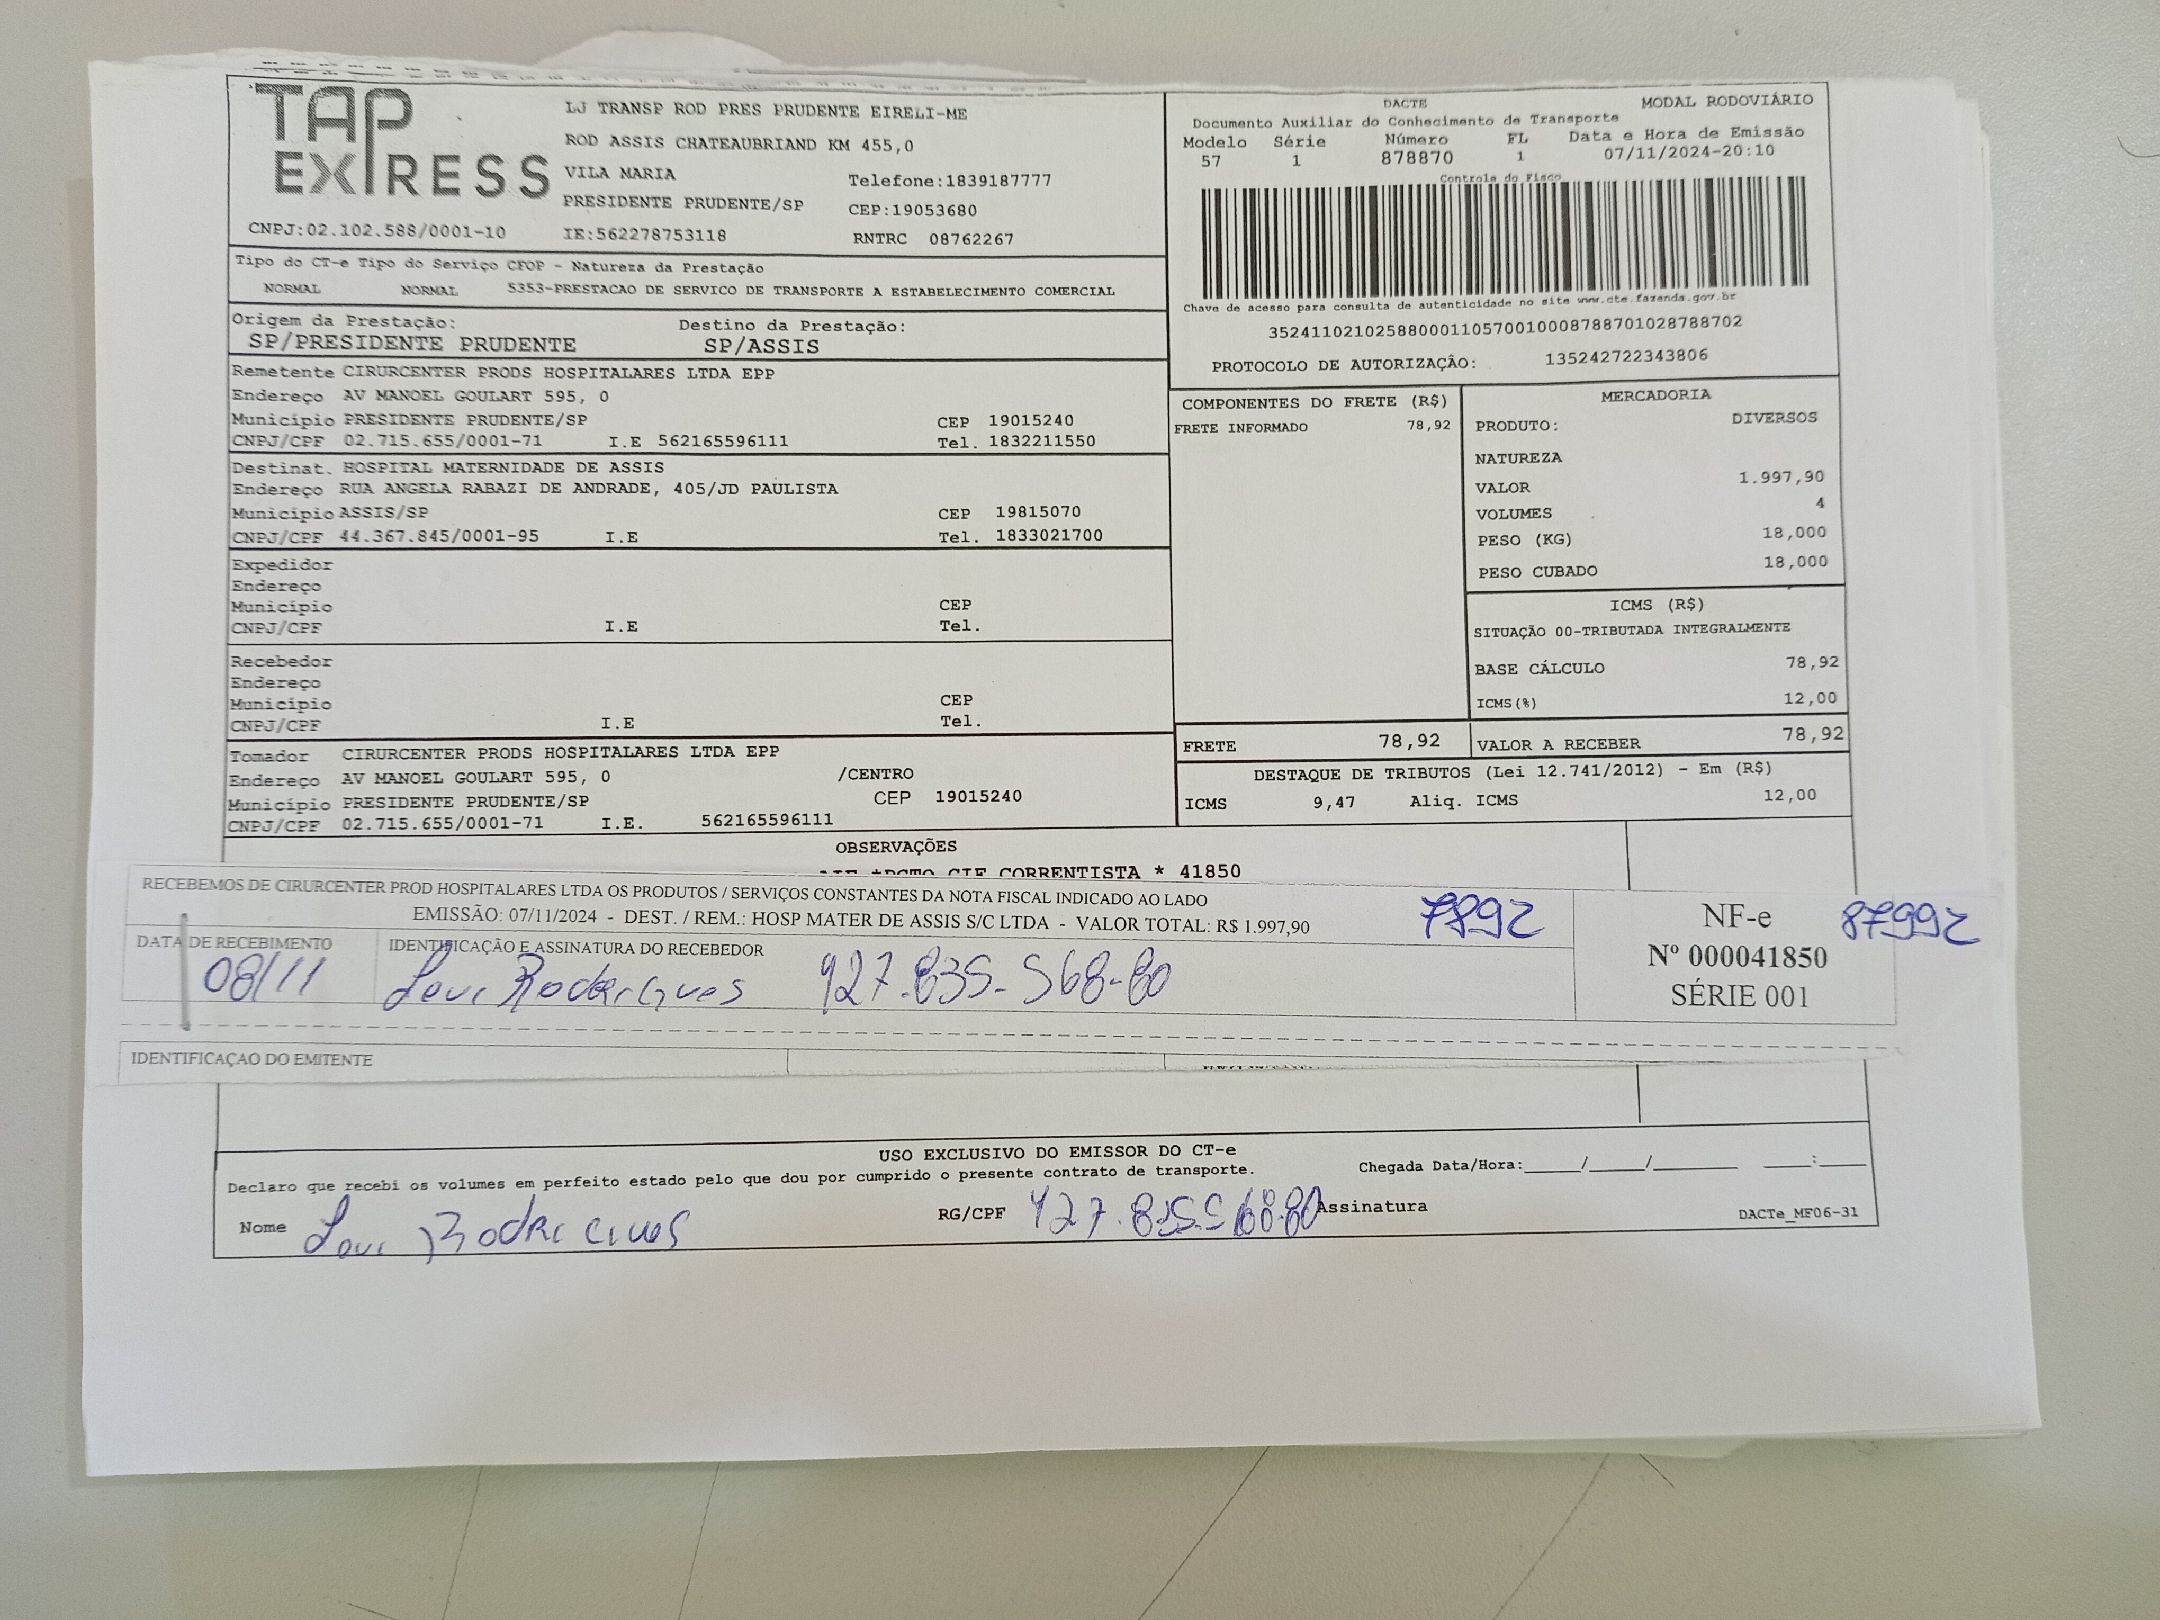 TAP EXPRESS
LJ TRANSP ROD PRES PRUDENTE EIRELI-ME
ROD ASSIS CHATEAUBRIAND KM 455,0
VILA MARIA Telefone:1839187777
PRESIDENTE PRUDENTE/SP CEP:19053680
CNPJ:02.102.588/0001-10 IE:562278753118 RNTRC 08762267
DACTE MODAL RODOVIÁRIO
Documento Auxiliar do Conhecimento de Transporte
Modelo Série Número FL Data e Hora de Emissão
57 1 878870 1 07/11/2024-20:10
Controle do Fisco
Chave de acesso para consulta de autenticidade no site www.cte.fazenda.gov.br
35241102102588000110570010008788701028788702
PROTOCOLO DE AUTORIZAÇÃO: 135242722343806
Tipo do CT-e Tipo do Serviço CFOP - Natureza da Prestação
NORMAL NORMAL 5353-PRESTACAO DE SERVICO DE TRANSPORTE A ESTABELECIMENTO COMERCIAL
Origem da Prestação: Destino da Prestação:
SP/PRESIDENTE PRUDENTE SP/ASSIS
Remetente CIRURCENTER PRODS HOSPITALARES LTDA EPP
Endereço AV MANOEL GOULART 595, 0
Município PRESIDENTE PRUDENTE/SP CEP 19015240
CNPJ/CPF 02.715.655/0001-71 I.E 562165596111 Tel. 1832211550
Destinat. HOSPITAL MATERNIDADE DE ASSIS
Endereço RUA ANGELA RABAZI DE ANDRADE, 405/JD PAULISTA
Município ASSIS/SP CEP 19815070
CNPJ/CPF 44.367.845/0001-95 I.E Tel. 1833021700
Expedidor
Endereço
Município CEP
CNPJ/CPF I.E Tel.
Recebedor
Endereço
Município CEP
CNPJ/CPF I.E Tel.
Tomador CIRURCENTER PRODS HOSPITALARES LTDA EPP
Endereço AV MANOEL GOULART 595, 0 /CENTRO
Município PRESIDENTE PRUDENTE/SP CEP 19015240
CNPJ/CPF 02.715.655/0001-71 I.E. 562165596111
COMPONENTES DO FRETE (R$)
FRETE INFORMADO 78,92
MERCADORIA
PRODUTO: DIVERSOS
NATUREZA
VALOR 1.997,90
VOLUMES 4
PESO (KG) 18,000
PESO CUBADO 18,000
ICMS (R$)
SITUAÇÃO 00-TRIBUTADA INTEGRALMENTE
BASE CÁLCULO 78,92
ICMS(%) 12,00
FRETE 78,92 VALOR A RECEBER 78,92
DESTAQUE DE TRIBUTOS (Lei 12.741/2012) - Em (R$)
ICMS 9,47 Aliq. ICMS 12,00
OBSERVAÇÕES
CIF CORRENTISTA * 41850
RECEBEMOS DE CIRURCENTER PROD HOSPITALARES LTDA OS PRODUTOS / SERVIÇOS CONSTANTES DA NOTA FISCAL INDICADO AO LADO
EMISSÃO: 07/11/2024 - DEST. / REM.: HOSP MATER DE ASSIS S/C LTDA - VALOR TOTAL: R$ 1.997,90
7892
NF-e 87992
Nº 000041850
SÉRIE 001
DATA DE RECEBIMENTO IDENTIFICAÇÃO E ASSINATURA DO RECEBEDOR
08/11 Rodrigues 927.835.568-80
IDENTIFICAÇÃO DO EMITENTE
USO EXCLUSIVO DO EMISSOR DO CT-e
Declaro que recebi os volumes em perfeito estado pelo que dou por cumprido o presente contrato de transporte. Chegada Data/Hora:____/____/______ ___:___
Nome Rodrigues RG/CPF Assinatura DACTe_MF06-31